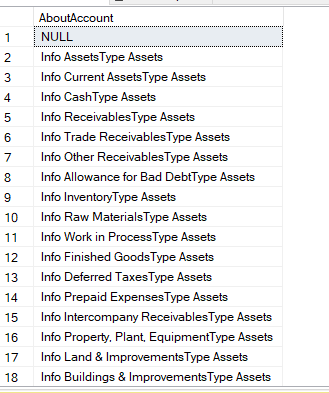 AboutAccount
1 NULL
2 Info AssetsType Assets
3 Info Current AssetsType Assets
4 Info CashType Assets
5 Info ReceivablesType Assets
6 Info Trade ReceivablesType Assets
7 Info Other ReceivablesType Assets
8 Info Allowance for Bad DebtType Assets
9 Info InventoryType Assets
10 Info Raw MaterialsType Assets
11 Info Work in ProcessType Assets
12 Info Finished GoodsType Assets
13 Info Deferred TaxesType Assets
14 Info Prepaid ExpensesType Assets
15 Info Intercompany ReceivablesType Assets
16 Info Property, Plant, EquipmentType Assets
17 Info Land & ImprovementsType Assets
18 Info Buildings & ImprovementsType Assets